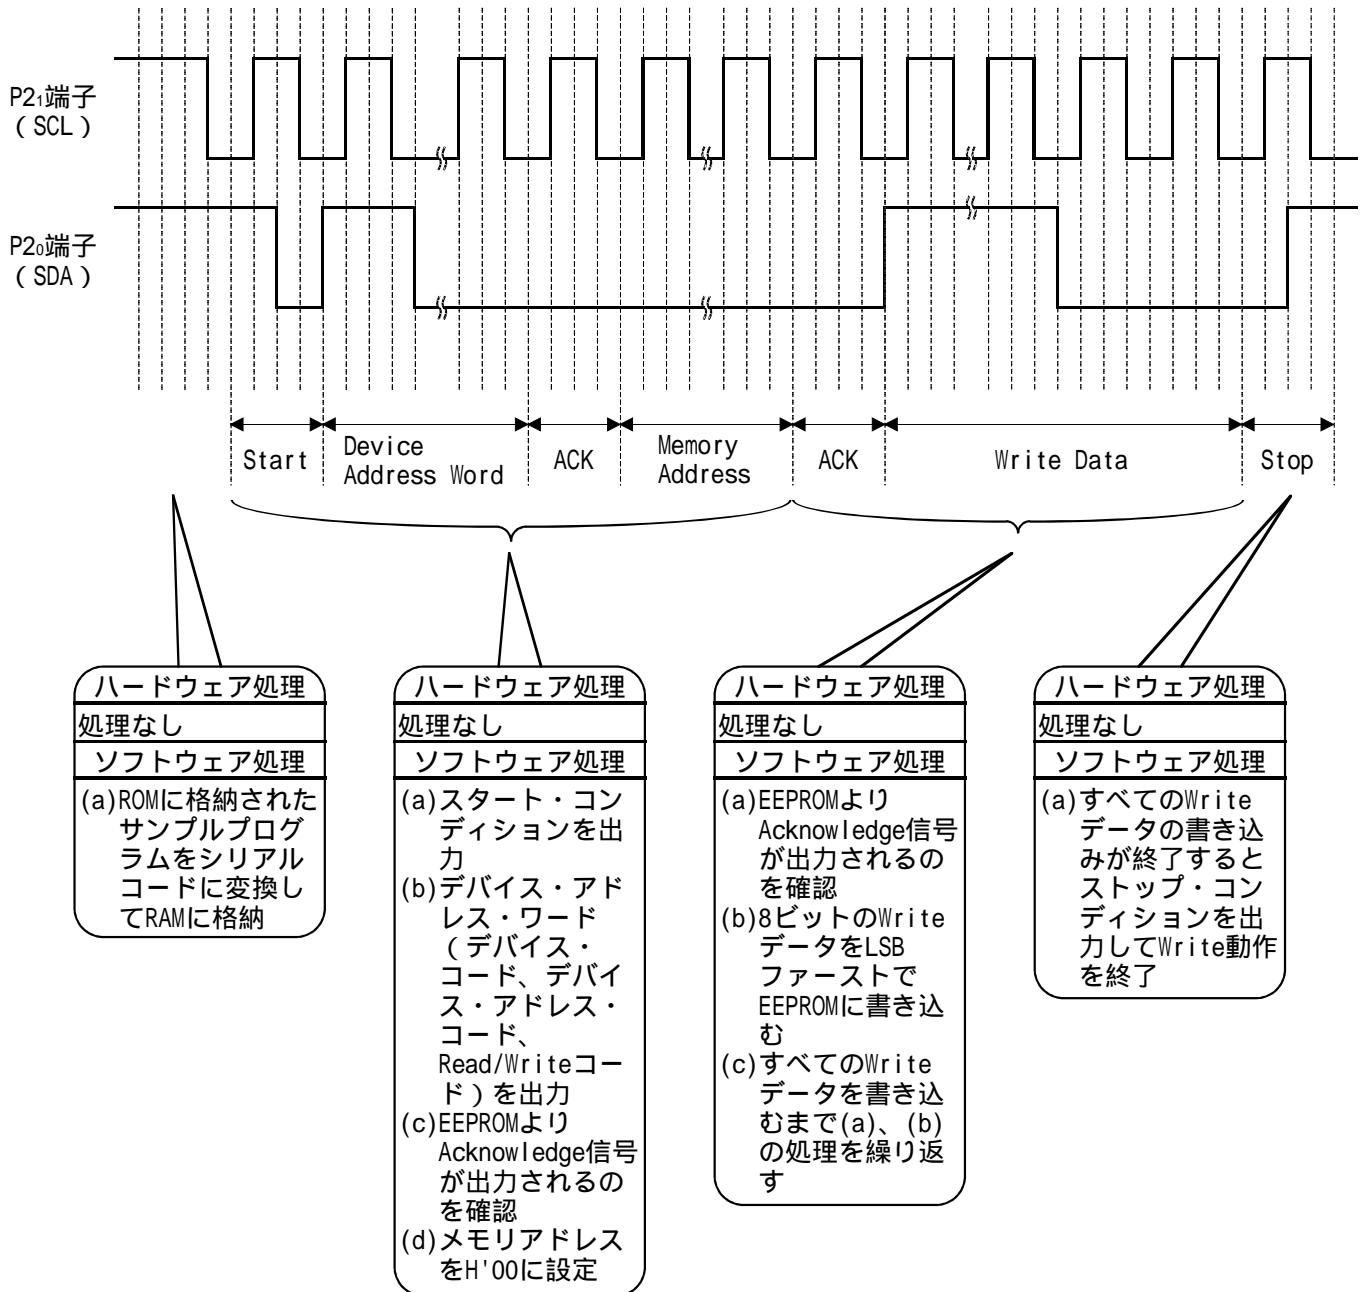 P2₁端子
( SCL )
P2₀端子
( SDA )
Start
Device
Address Word
ACK
Memory
Address
ACK
Write Data
Stop
ハードウェア処理
処理なし
ソフトウェア処理
(a)ROMに格納された
サンプルプログ
ラムをシリアル
コードに変換し
てRAMに格納
ハードウェア処理
処理なし
ソフトウェア処理
(a)スタート・コン
ディションを出
力
(b)デバイス・アド
レス・ワード
（デバイス・
コード、デバイ
ス・アドレス・
コード、
Read/Writeコー
ド）を出力
(c)EEPROMより
Acknowledge信号
が出力されるの
を確認
(d)メモリアドレス
をH'00に設定
ハードウェア処理
処理なし
ソフトウェア処理
(a)EEPROMより
Acknowledge信号
が出力されるの
を確認
(b)8ビットのWrite
データをLSB
ファーストで
EEPROMに書き込
む
(c)すべてのWrite
データを書き込
むまで(a)、(b)
の処理を繰り返
す
ハードウェア処理
処理なし
ソフトウェア処理
(a)すべてのWrite
データの書き込
みが終了すると
ストップ・コン
ディションを出
力してWrite動作
を終了